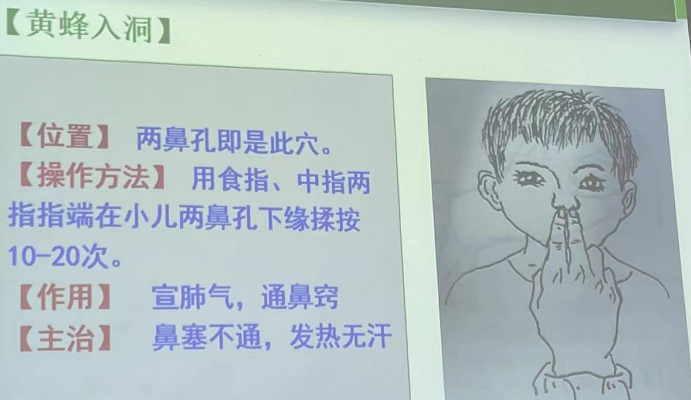 【黄蜂入洞】
【位置】 两鼻孔即是此穴。
【操作方法】 用食指、中指两
指指端在小儿两鼻孔下缘揉按
10-20次。
【作用】 宣肺气，通鼻窍
【主治】 鼻塞不通，发热无汗